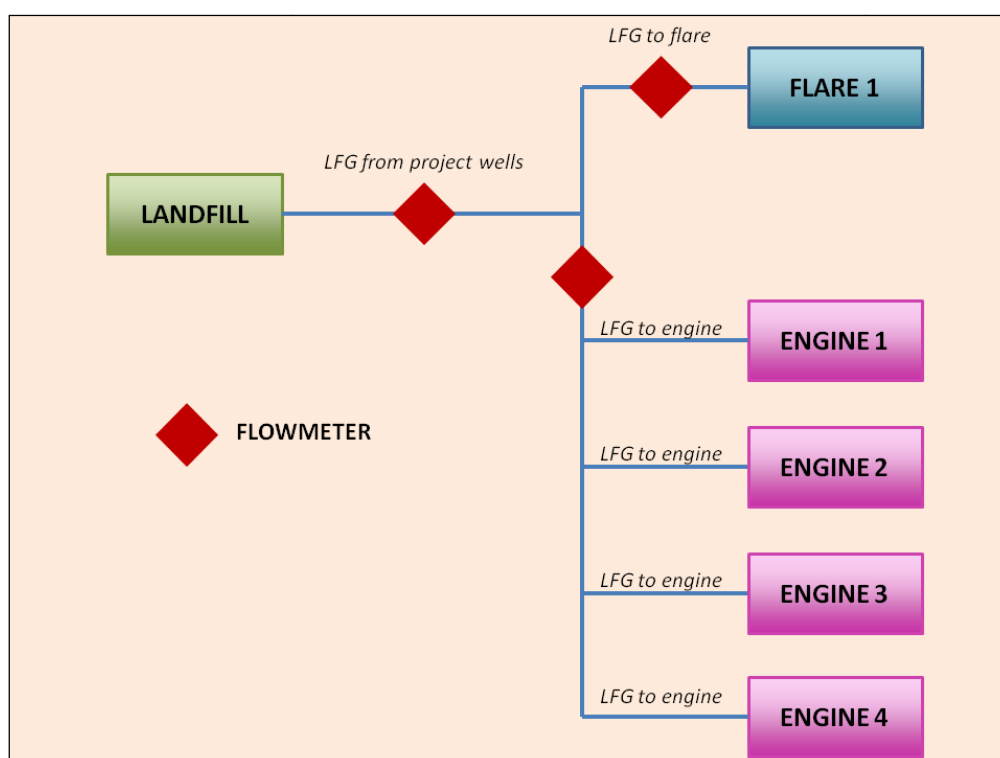 LFG to flare
FLARE 1
LFG from project wells
LANDFILL
LFG to engine
ENGINE 1
FLOWMETER
LFG to engine
ENGINE 2
LFG to engine
ENGINE 3
LFG to engine
ENGINE 4